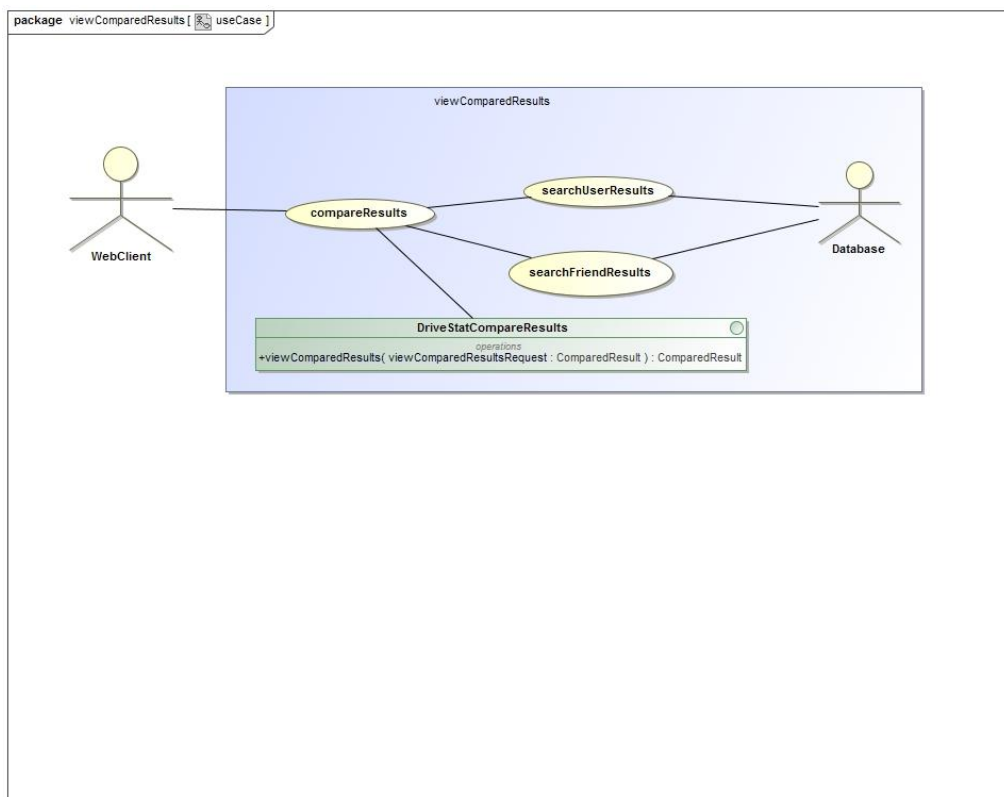 package viewComparedResults [ useCase ]
viewComparedResults
searchUserResults
compareResults
WebClient
Database
searchFriendResults
DriveStatCompareResults
operations
+viewComparedResults( viewComparedResultsRequest : ComparedResult ) : ComparedResult